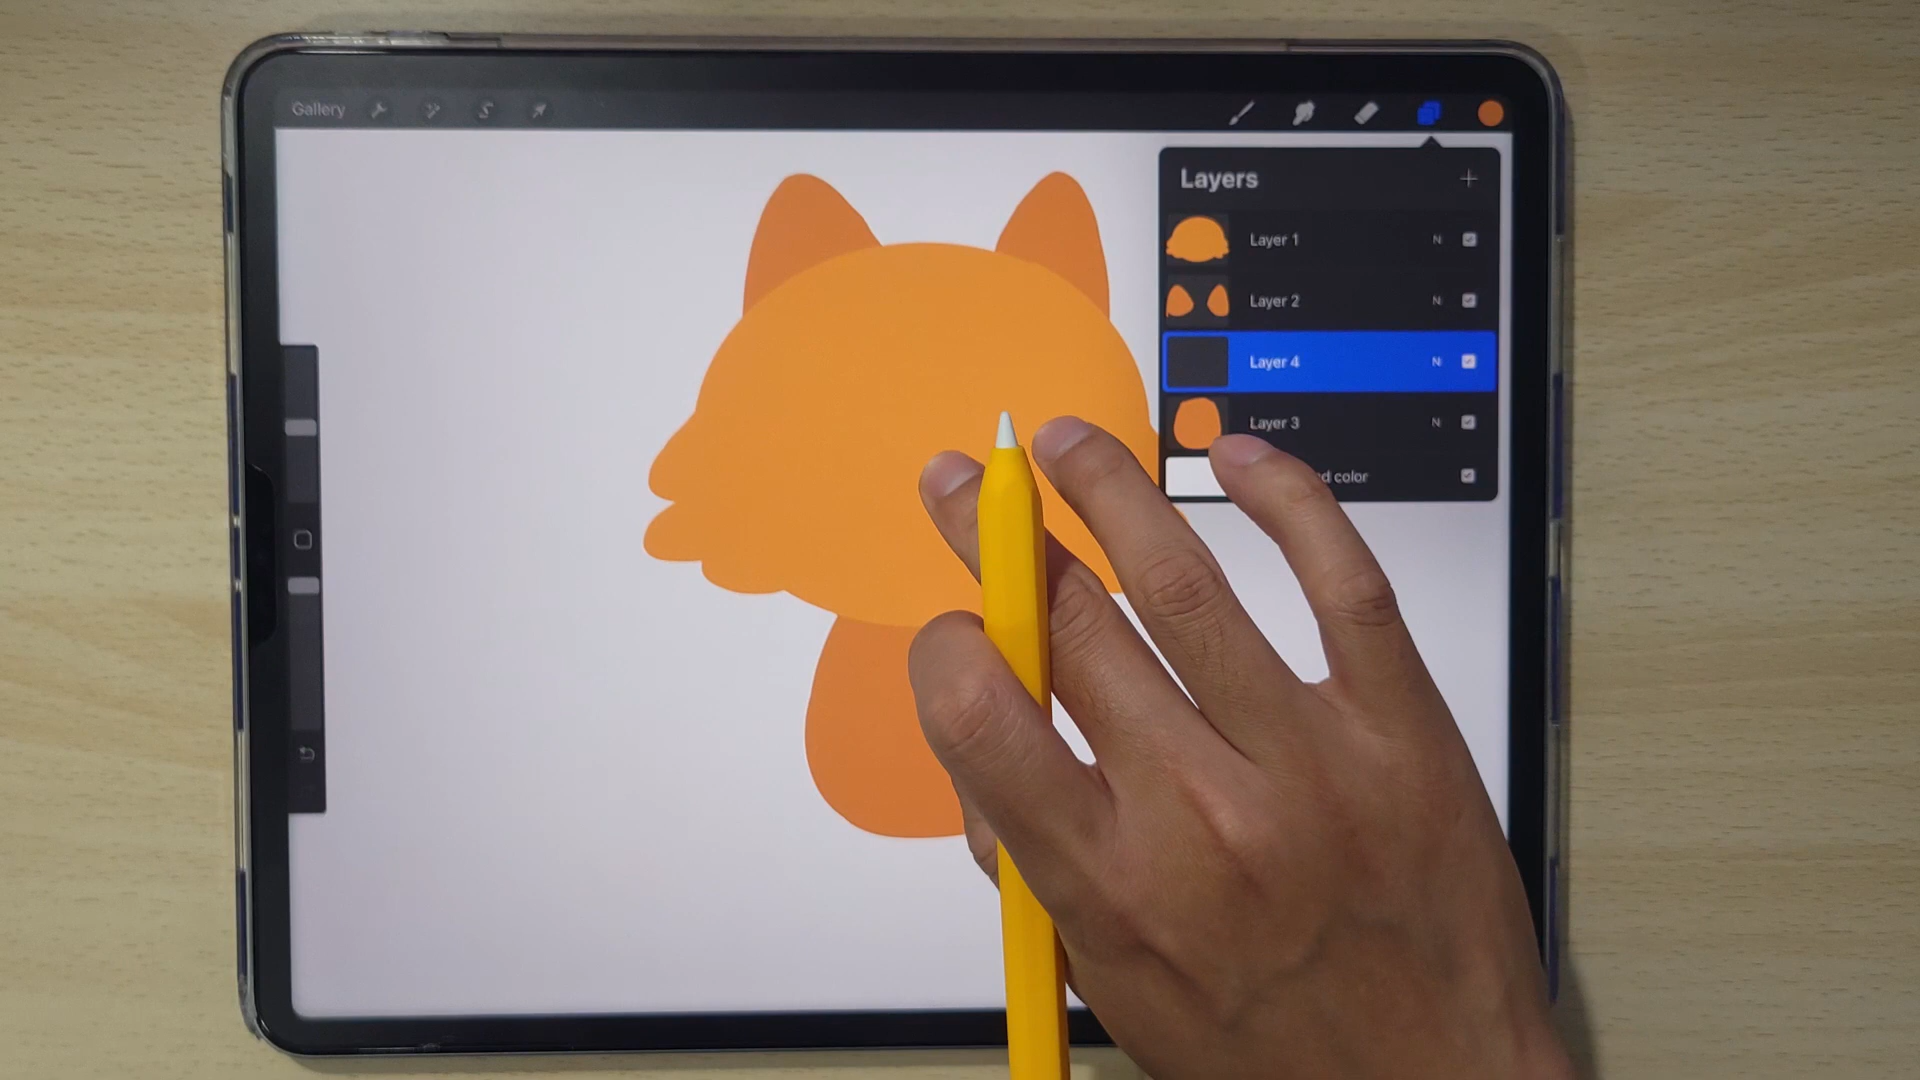 Gallery
Layers
Layer 1 N
Layer 2 N
Layer 4 N
Layer 3 N
color